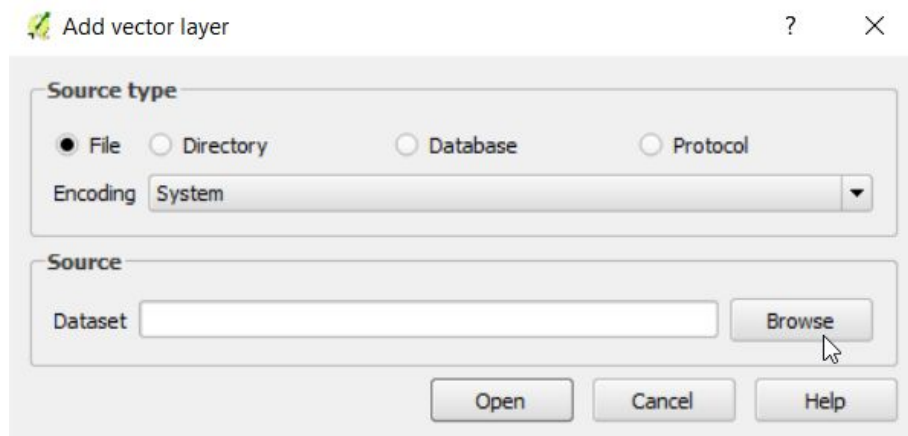 Add vector layer ?
Source type
File Directory Database Protocol
Encoding System
Source
Dataset Browse
Open Cancel Help